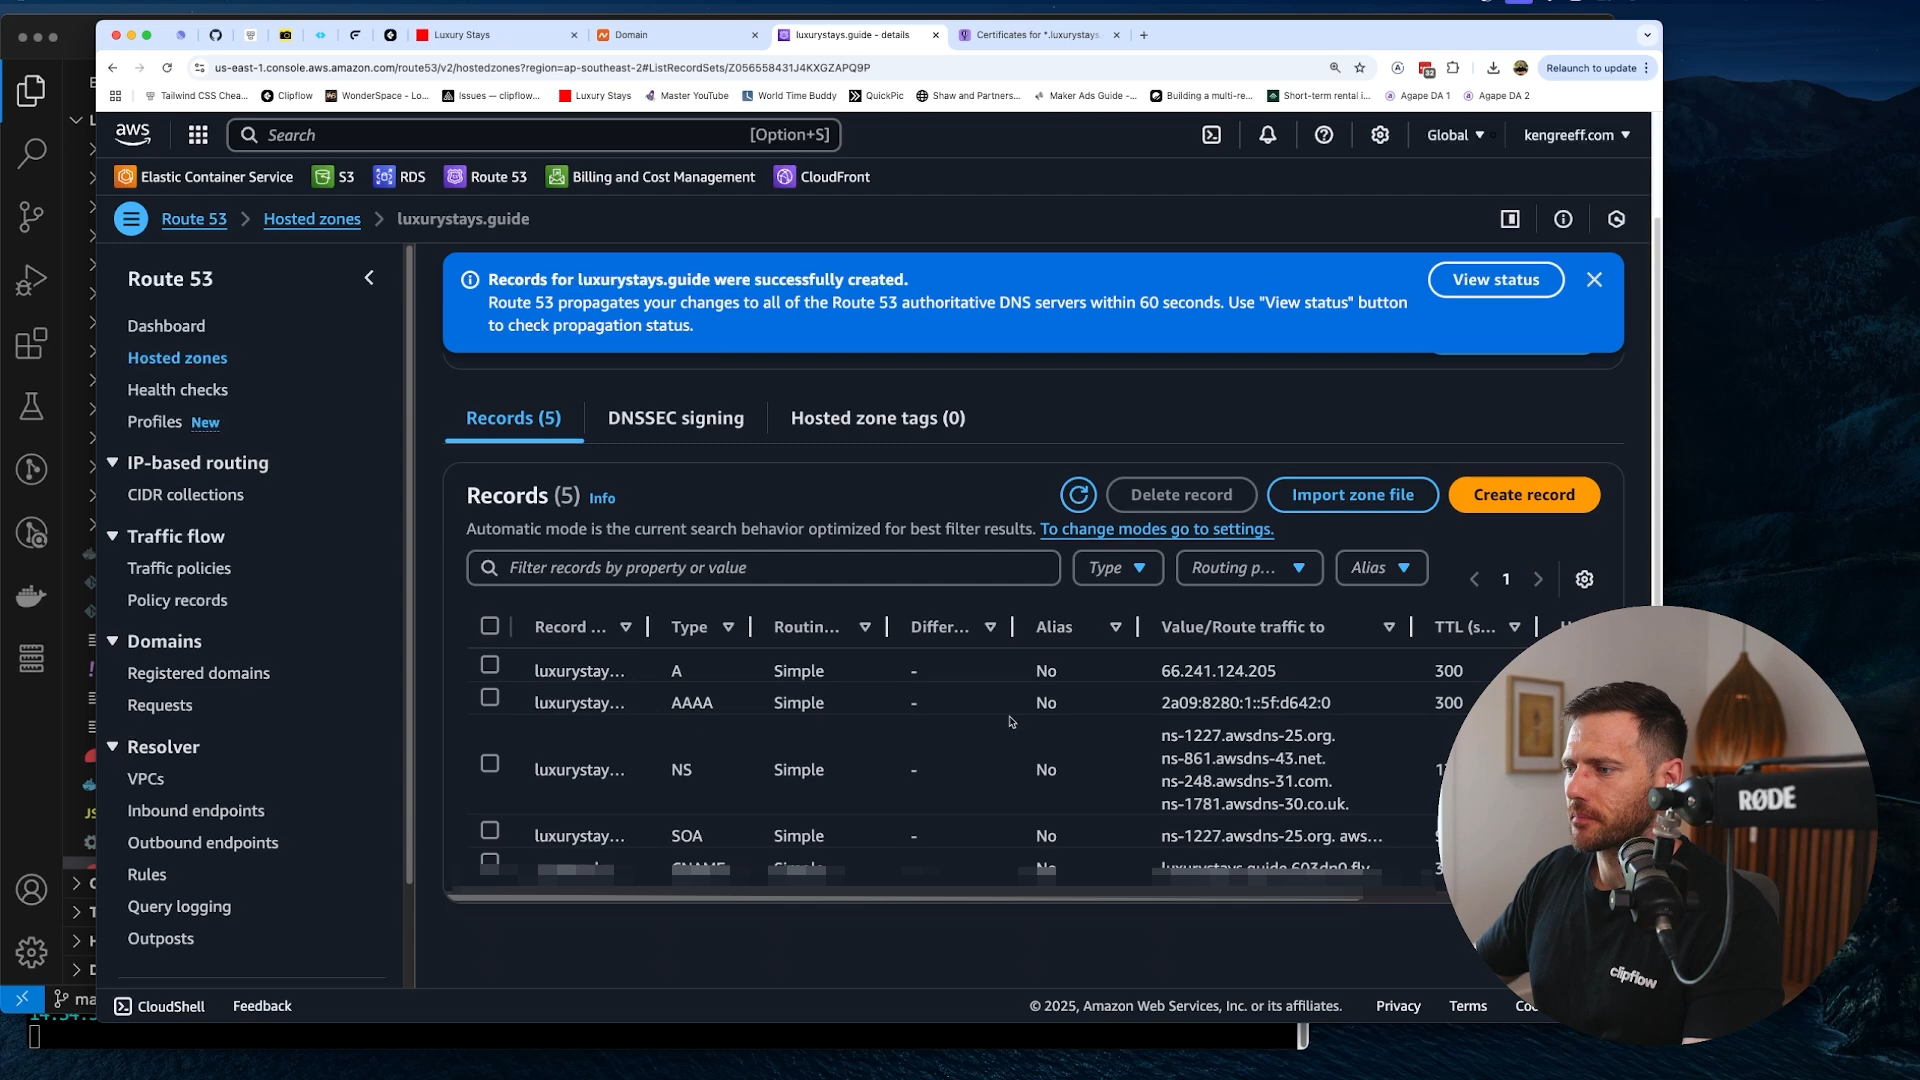 Luxury Stays
Domain
luxurystays.guide - details
Certificates for *.luxurystays.
us-east-1.console.aws.amazon.com/route53/v2/hostedzones?region=ap-southeast-2#ListRecordSets/Z056558431J4KXGZAPQ9P
32
Relaunch to update
Tailwind CSS Chea...
Clipflow
WonderSpace - Lo...
Issues — clipflow...
Luxury Stays
Master YouTube
World Time Buddy
QuickPic
Shaw and Partners...
Maker Ads Guide -...
Building a multi-re...
Short-term rental i...
Agape DA 1
Agape DA 2
aws
Search
[Option+S]
Global
kengreeff.com
Elastic Container Service
S3
RDS
Route 53
Billing and Cost Management
CloudFront
Route 53
Hosted zones
luxurystays.guide
Route 53
Dashboard
Hosted zones
Health checks
Profiles New
IP-based routing
CIDR collections
Traffic flow
Traffic policies
Policy records
Domains
Registered domains
Requests
Resolver
VPCs
Inbound endpoints
Outbound endpoints
Rules
Query logging
Outposts
Records for luxurystays.guide were successfully created.
Route 53 propagates your changes to all of the Route 53 authoritative DNS servers within 60 seconds. Use "View status" button
to check propagation status.
View status
Records (5)
DNSSEC signing
Hosted zone tags (0)
Records (5) Info
Delete record
Import zone file
Create record
Automatic mode is the current search behavior optimized for best filter results. To change modes go to settings.
Filter records by property or value
Type
Routing p...
Alias
1
Record ... Type Routin... Differ... Alias Value/Route traffic to TTL (s...
luxurystay... A Simple - No 66.241.124.205 300
luxurystay... AAAA Simple - No 2a09:8280:1::5f:d642:0 300
luxurystay... NS Simple - No
ns-1227.awsdns-25.org.
ns-861.awsdns-43.net.
ns-248.awsdns-31.com.
ns-1781.awsdns-30.co.uk.
luxurystay... SOA Simple - No ns-1227.awsdns-25.org. aws...
CNAME Simple No
CloudShell
Feedback
© 2025, Amazon Web Services, Inc. or its affiliates.
Privacy
Terms
RØDE
clipflow